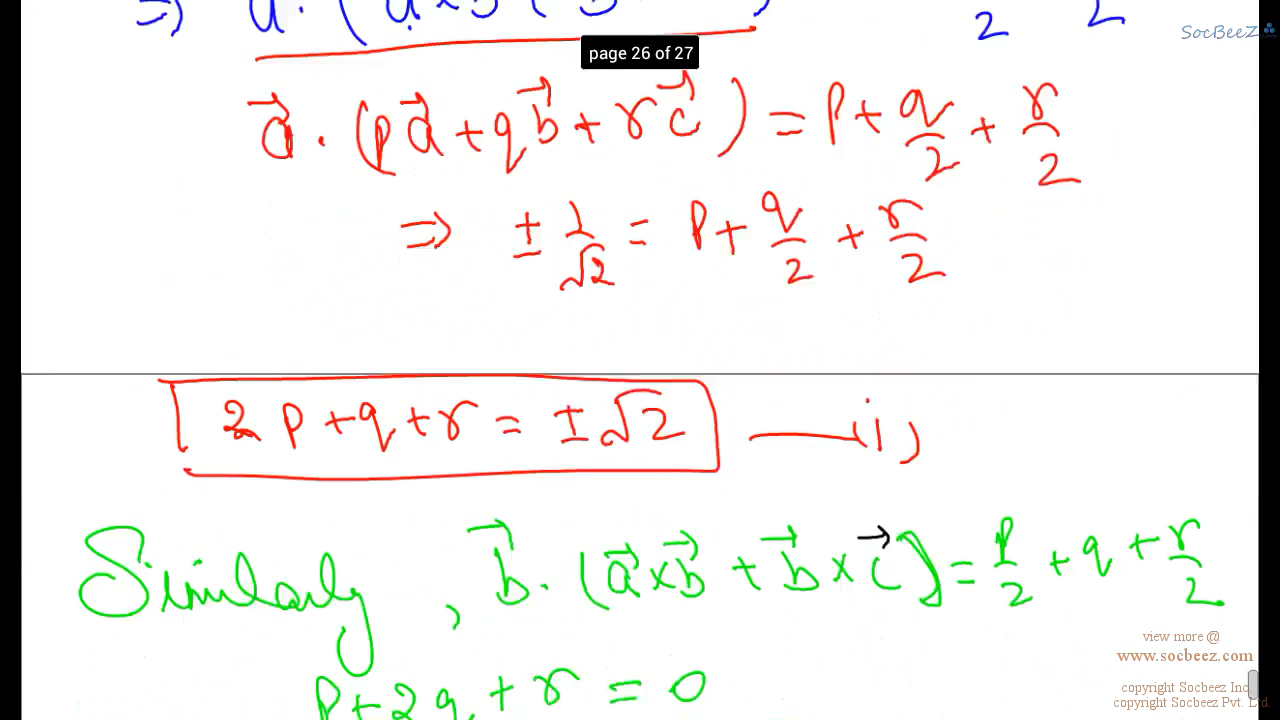 SocBeeZ
page 26 of 27
a⃗ · (pa⃗ + qb⃗ + rc⃗) = p + q/2 + r/2
⇒ ± 1/√2 = p + q/2 + r/2
2p + q + r = ±√2 —— ii)
Similarly, b⃗ · (a⃗ × b⃗ + b⃗ × c⃗) = p/2 + q + r/2
p + 2q + r = 0
view more @
www.socbeez.com
copyright Socbeez Inc.
copyright Socbeez Pvt. Ltd.